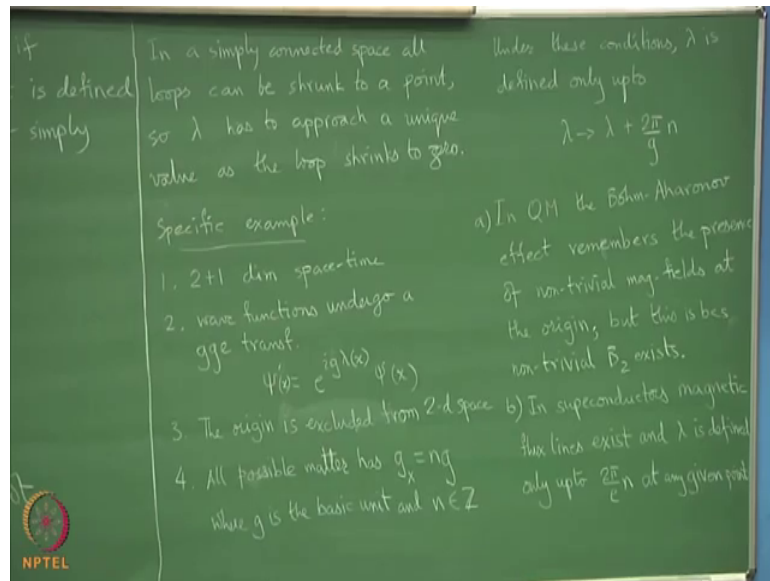 if
is defined
simply
In a simply connected space all
loops can be shrunk to a point,
so λ has to approach a unique
value as the loop shrinks to zero.
Specific example:
1. 2+1 dim space-time
2. wave functions undergo a
gge transf.
ψ'(x) = e^{igλ(x)} ψ(x)
3. The origin is excluded from 2-d space
4. All possible matter has g_x = ng
where g is the basic unit and n ∈ Z
Under these conditions, λ is
defined only upto
λ → λ + 2π/g n
a) In QM the Bohm-Aharonov
effect remembers the presence
of non-trivial mag. fields at
the origin, but this is bcs.
non-trivial B_2 exists.
b) In supeconductors magnetic
flux lines exist and λ is defined
only upto 2π/e n at any given point
NPTEL